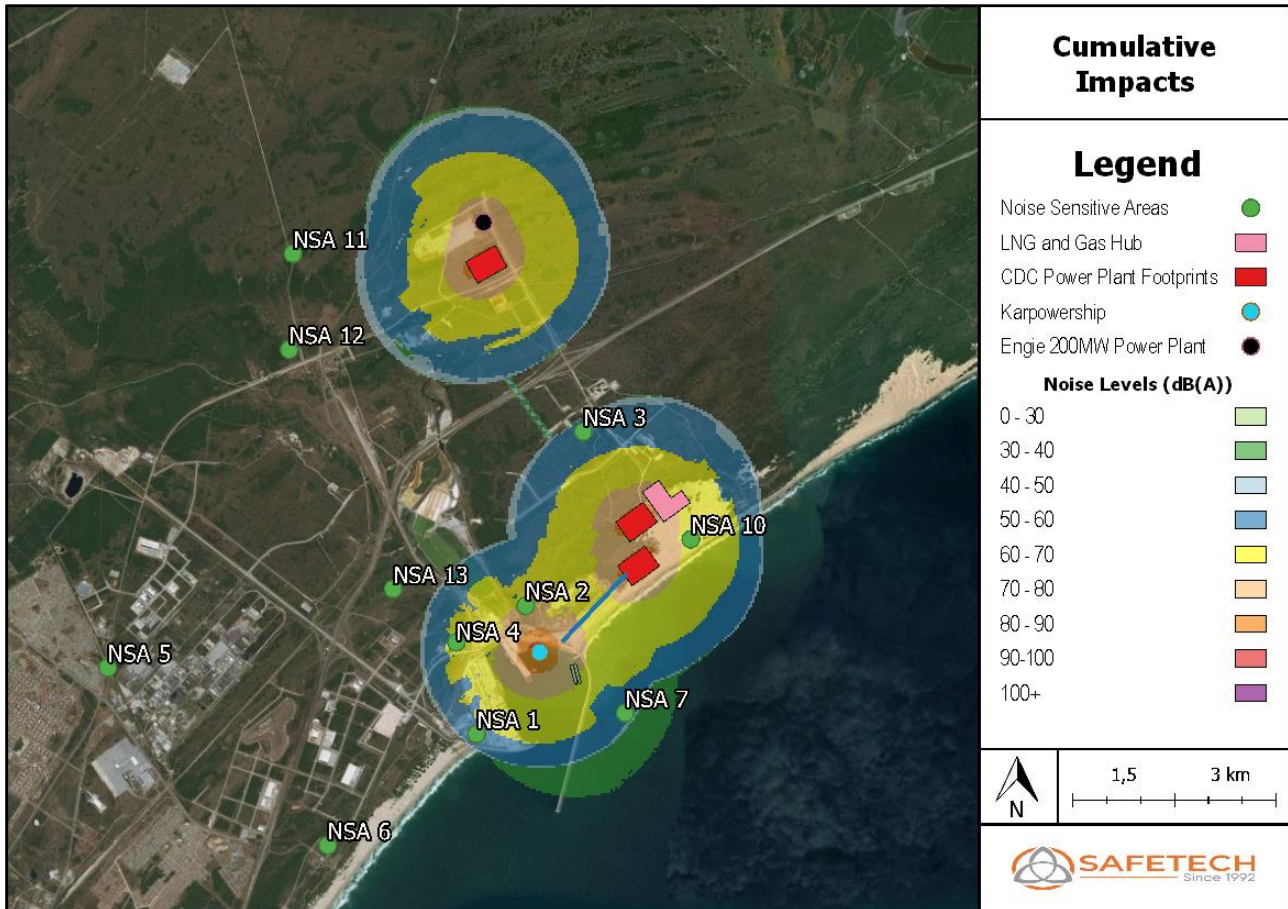 Cumulative
Impacts
Legend
Noise Sensitive Areas
LNG and Gas Hub
CDC Power Plant Footprints
Karpowership
Engie 200MW Power Plant
Noise Levels (dB(A))
0 - 30
30 - 40
40 - 50
50 - 60
60 - 70
70 - 80
80 - 90
90-100
100+
N
1,5 3 km
SAFETECH
Since 1992
NSA 11
NSA 12
NSA 3
NSA 10
NSA 13
NSA 2
NSA 4
NSA 5
NSA 7
NSA 1
NSA 6